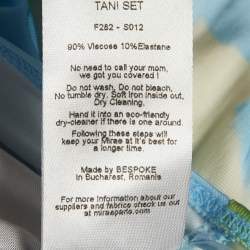 TANI SET
F282 - S012
90% Viscose 10%Elastane
No need to call your mom,
we got you covered!
Do not wash. Do not bleach.
No tumble dry. Soft Iron inside out,
Dry Cleaning.
Hand it into an eco-friendly
dry-cleaner if there is one around.
Following these steps will
keep your Mirae at it's best for
a longer time.
Made by BESPOKE
in Bucharest, Romania
For more information about our
suppliers and fabrics check us out
at miraeparis.com.